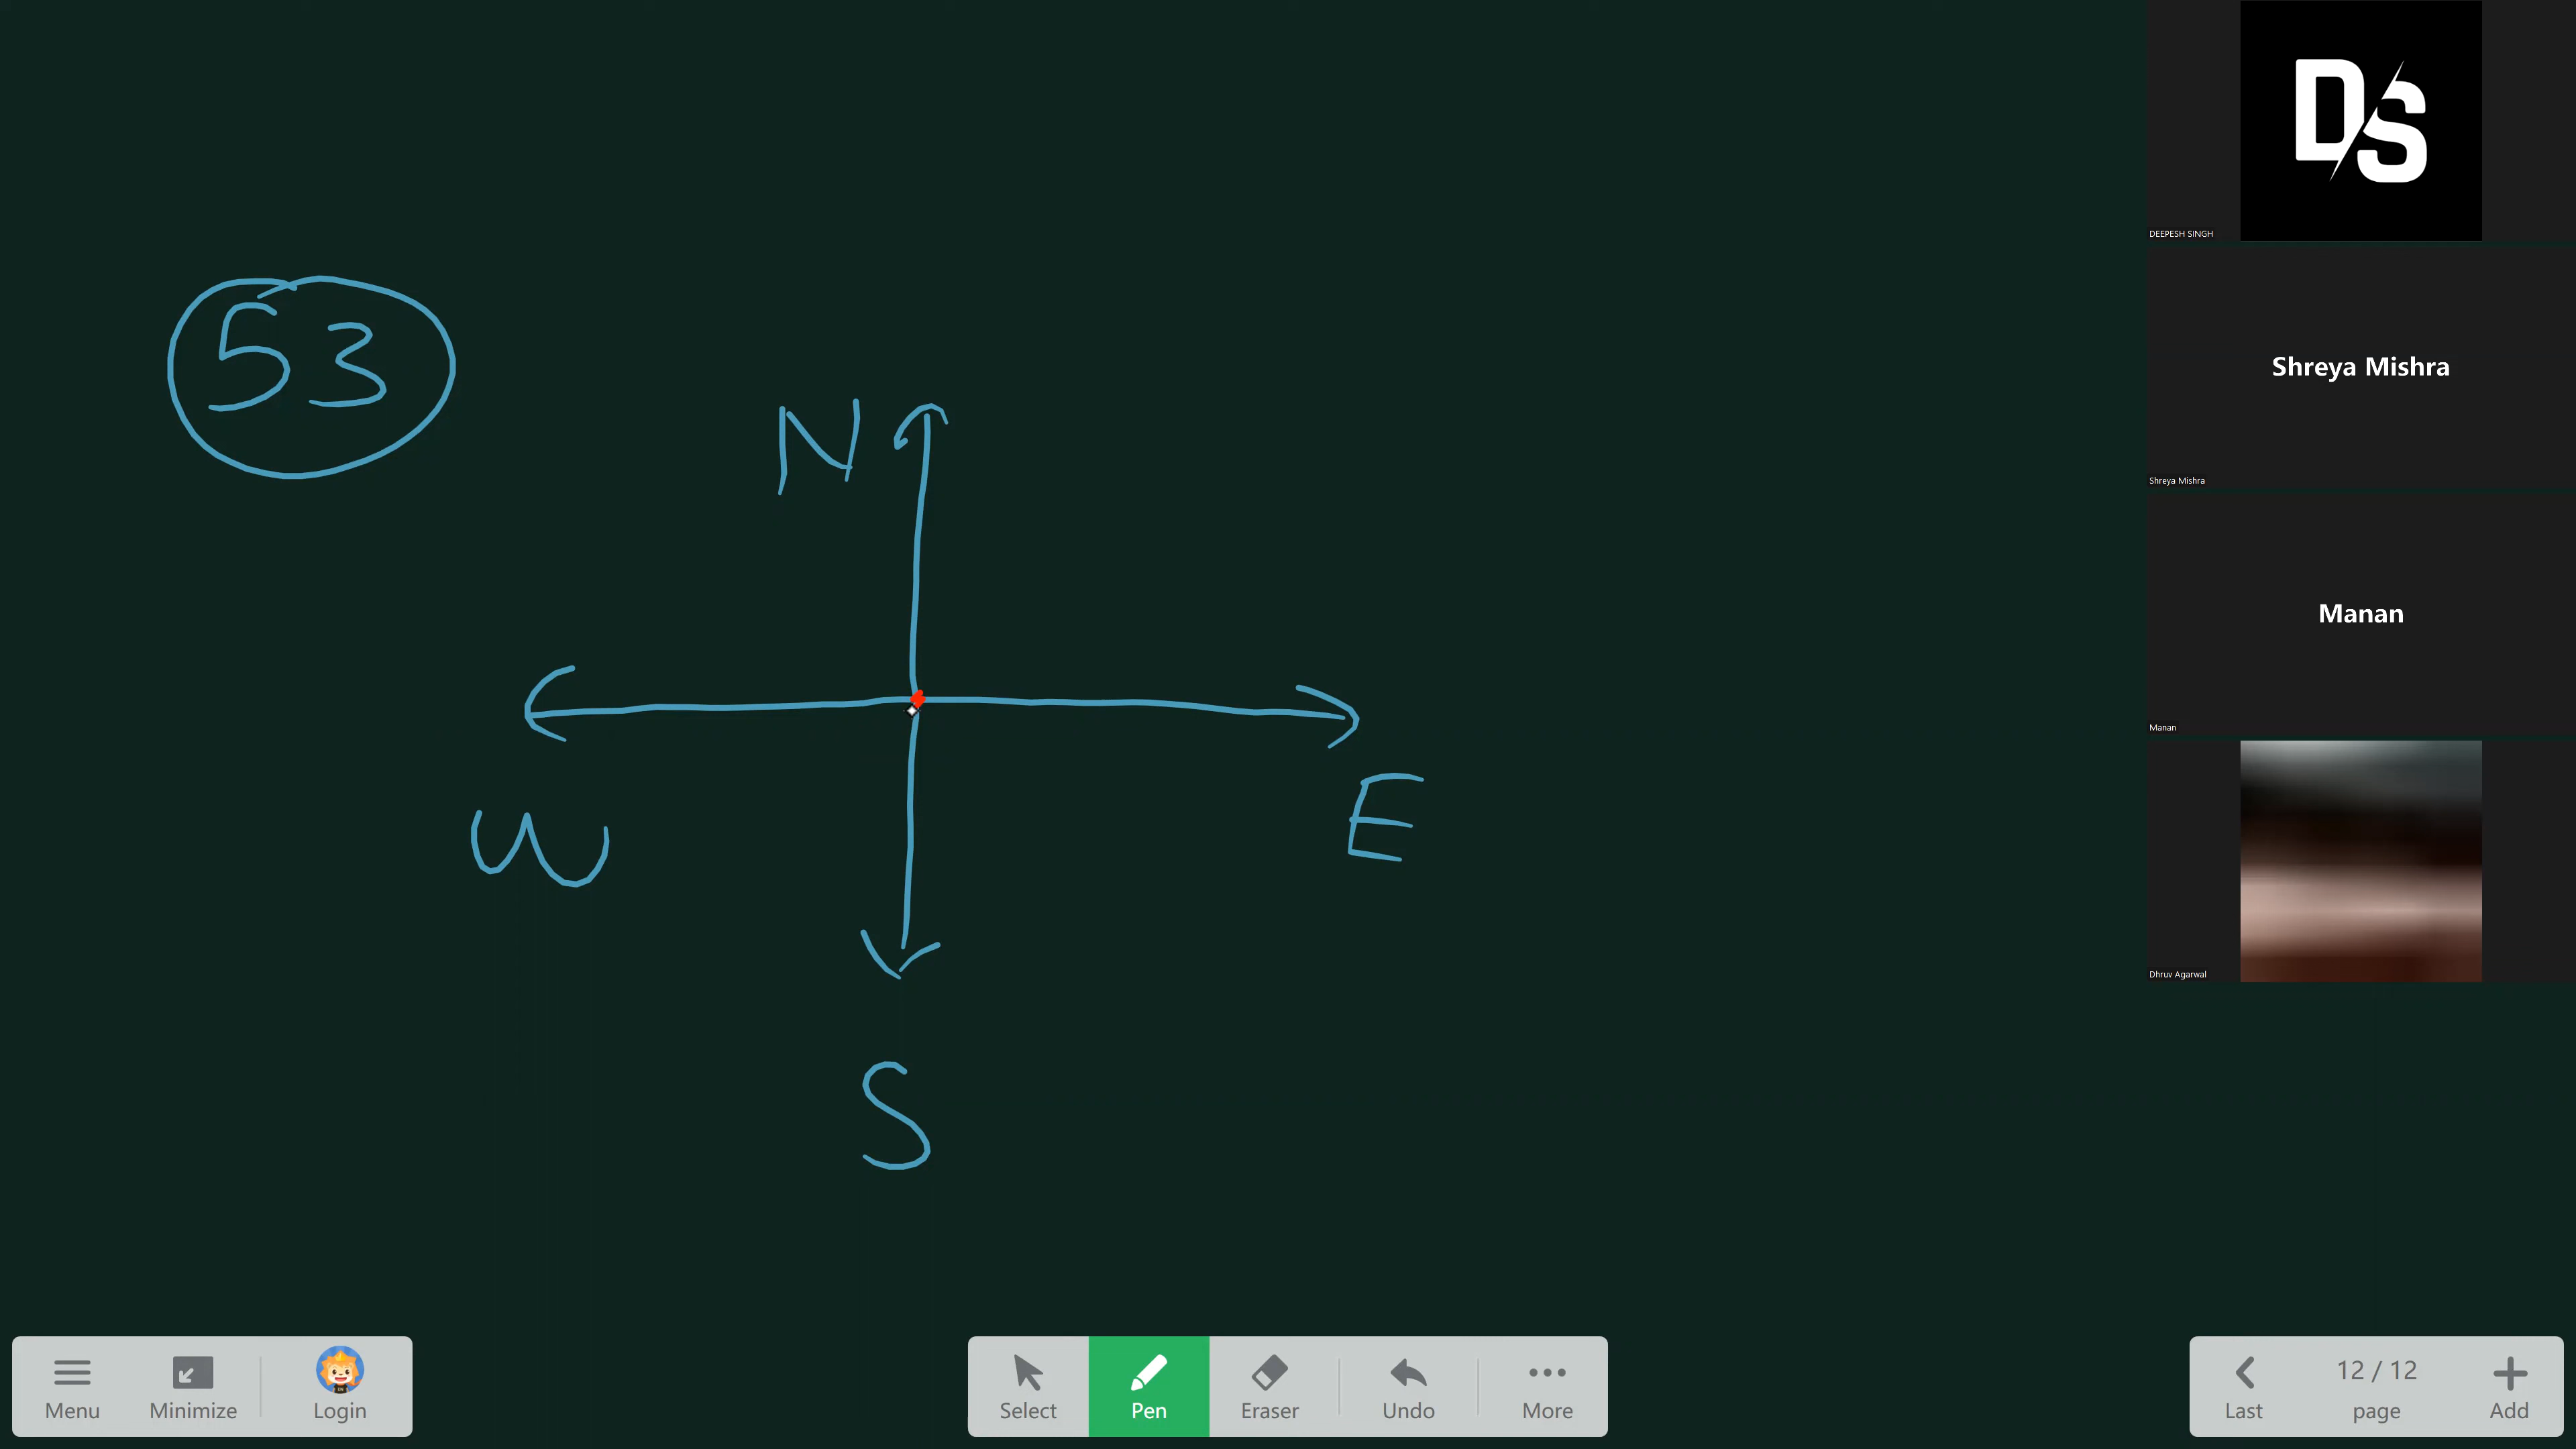 53
N
W
E
S
DS
DEEPESH SINGH
Shreya Mishra
Shreya Mishra
Manan
Manan
Dhruv Agarwal
Menu
Minimize
Login
Select
Pen
Eraser
Undo
More
Last
12 / 12
page
Add